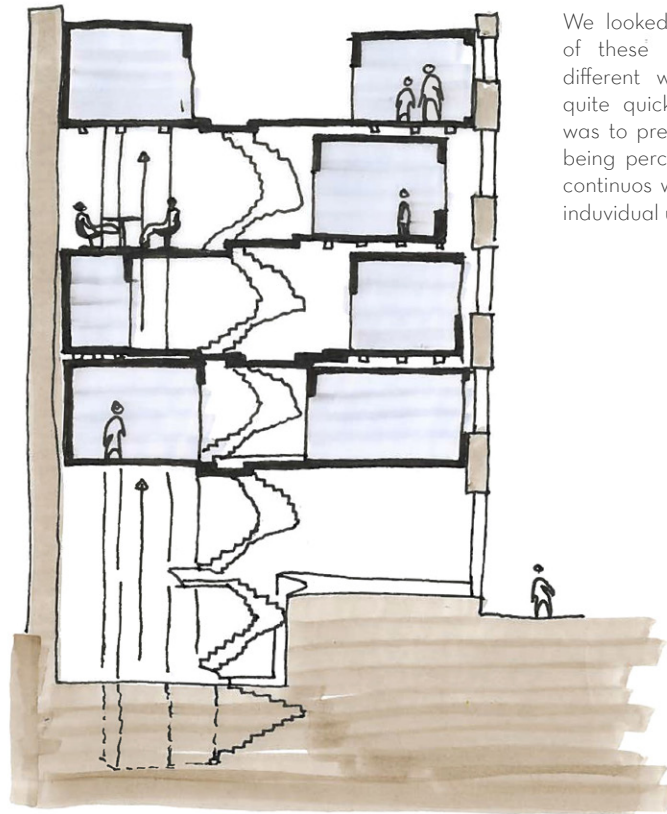 We looked
of these
different w
quite quick
was to pre
being perc
continuos w
induvidual u